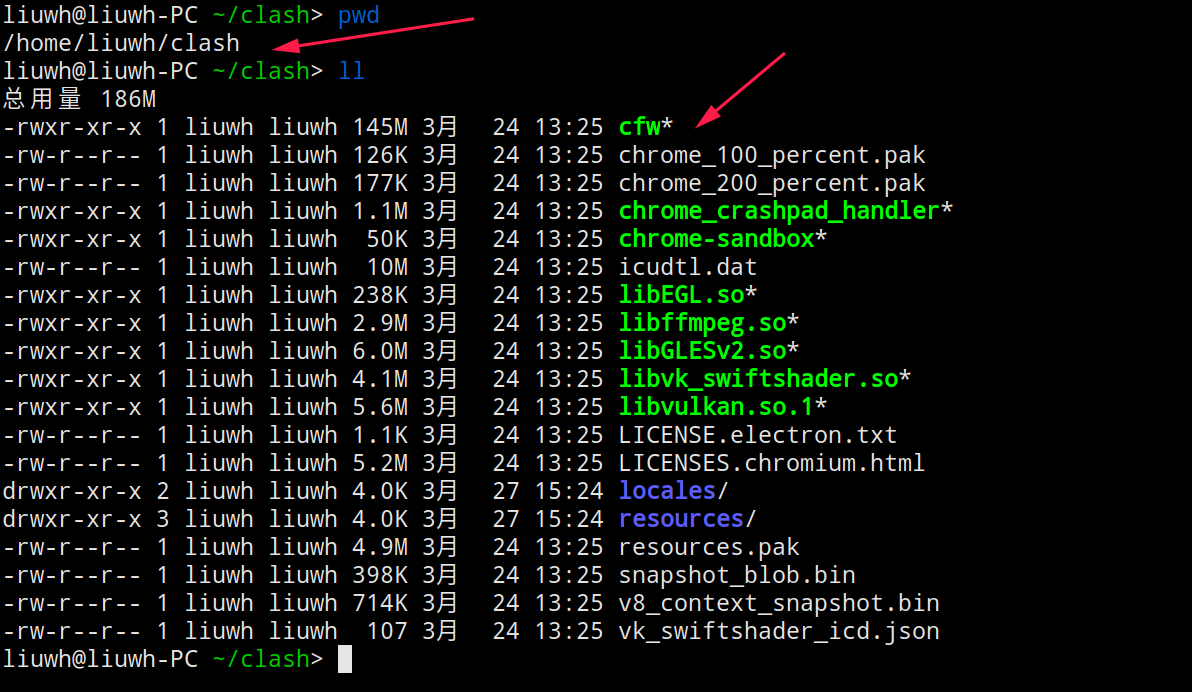 liuwh@liuwh-PC ~/clash> pwd
/home/liuwh/clash
liuwh@liuwh-PC ~/clash> ll
总用量 186M
-rwxr-xr-x 1 liuwh liuwh 145M 3月  24 13:25 cfw*
-rw-r--r-- 1 liuwh liuwh 126K 3月  24 13:25 chrome_100_percent.pak
-rw-r--r-- 1 liuwh liuwh 177K 3月  24 13:25 chrome_200_percent.pak
-rwxr-xr-x 1 liuwh liuwh 1.1M 3月  24 13:25 chrome_crashpad_handler*
-rwxr-xr-x 1 liuwh liuwh  50K 3月  24 13:25 chrome-sandbox*
-rw-r--r-- 1 liuwh liuwh  10M 3月  24 13:25 icudtl.dat
-rwxr-xr-x 1 liuwh liuwh 238K 3月  24 13:25 libEGL.so*
-rwxr-xr-x 1 liuwh liuwh 2.9M 3月  24 13:25 libffmpeg.so*
-rwxr-xr-x 1 liuwh liuwh 6.0M 3月  24 13:25 libGLESv2.so*
-rwxr-xr-x 1 liuwh liuwh 4.1M 3月  24 13:25 libvk_swiftshader.so*
-rwxr-xr-x 1 liuwh liuwh 5.6M 3月  24 13:25 libvulkan.so.1*
-rw-r--r-- 1 liuwh liuwh 1.1K 3月  24 13:25 LICENSE.electron.txt
-rw-r--r-- 1 liuwh liuwh 5.2M 3月  24 13:25 LICENSES.chromium.html
drwxr-xr-x 2 liuwh liuwh 4.0K 3月  27 15:24 locales/
drwxr-xr-x 3 liuwh liuwh 4.0K 3月  27 15:24 resources/
-rw-r--r-- 1 liuwh liuwh 4.9M 3月  24 13:25 resources.pak
-rw-r--r-- 1 liuwh liuwh 398K 3月  24 13:25 snapshot_blob.bin
-rw-r--r-- 1 liuwh liuwh 714K 3月  24 13:25 v8_context_snapshot.bin
-rw-r--r-- 1 liuwh liuwh  107 3月  24 13:25 vk_swiftshader_icd.json
liuwh@liuwh-PC ~/clash>